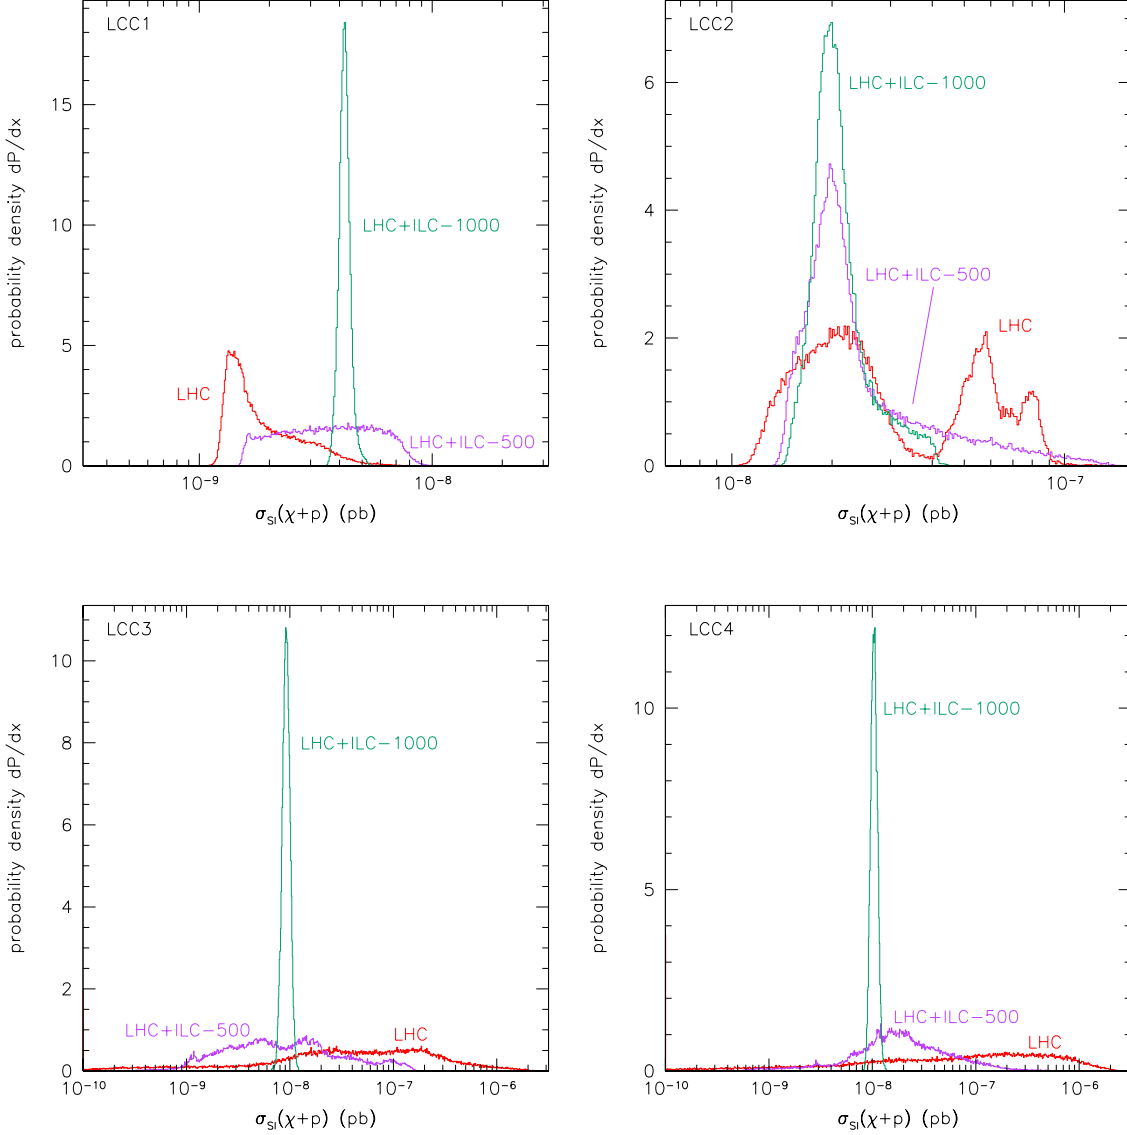 LCC1
15
10
5
0
probability density dP/dx
LHC+ILC−1000
LHC
LHC+ILC−500
10⁻⁹
10⁻⁸
σSI(χ+p) (pb)
LCC2
6
4
2
0
probability density dP/dx
LHC+ILC−1000
LHC+ILC−500
LHC
10⁻⁸
10⁻⁷
σSI(χ+p) (pb)
LCC3
10
8
6
4
2
0
probability density dP/dx
LHC+ILC−1000
LHC+ILC−500
LHC
10⁻¹⁰
10⁻⁹
10⁻⁸
10⁻⁷
10⁻⁶
σSI(χ+p) (pb)
LCC4
10
5
0
probability density dP/dx
LHC+ILC−1000
LHC+ILC−500
LHC
10⁻¹⁰
10⁻⁹
10⁻⁸
10⁻⁷
10⁻⁶
σSI(χ+p) (pb)